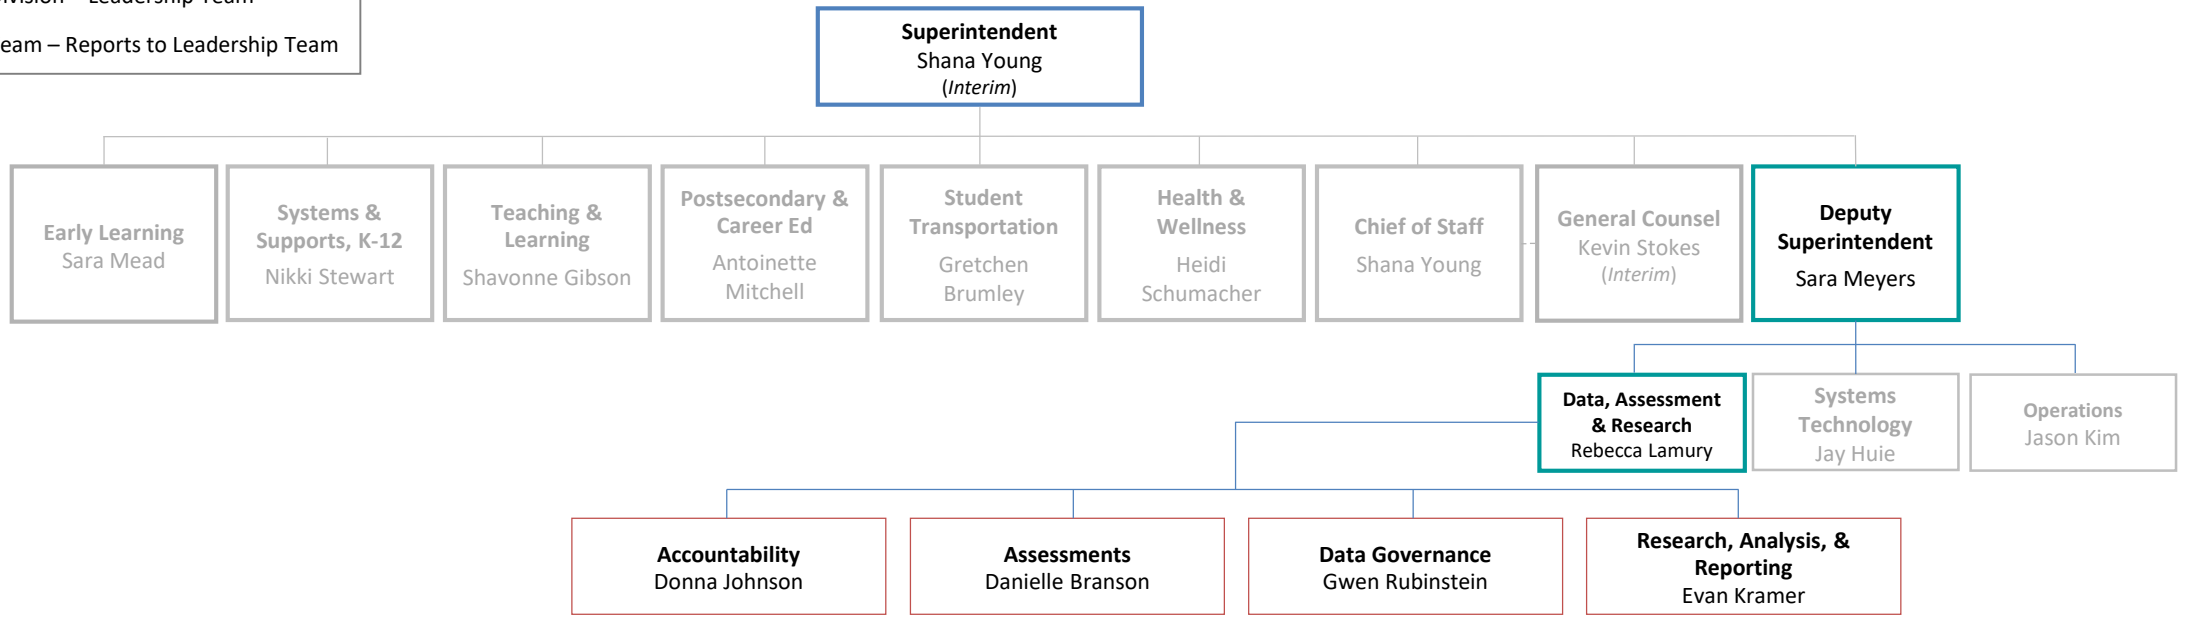 – Leadership Team
– Reports to Leadership Team
Superintendent
Shana Young
(Interim)
Early Learning
Sara Mead
Systems &
Supports, K-12
Nikki Stewart
Teaching &
Learning
Shavonne Gibson
Postsecondary &
Career Ed
Antoinette
Mitchell
Student
Transportation
Gretchen
Brumley
Health &
Wellness
Heidi
Schumacher
Chief of Staff
Shana Young
General Counsel
Kevin Stokes
(Interim)
Deputy
Superintendent
Sara Meyers
Data, Assessment
& Research
Rebecca Lamury
Systems
Technology
Jay Huie
Operations
Jason Kim
Accountability
Donna Johnson
Assessments
Danielle Branson
Data Governance
Gwen Rubinstein
Research, Analysis, &
Reporting
Evan Kramer